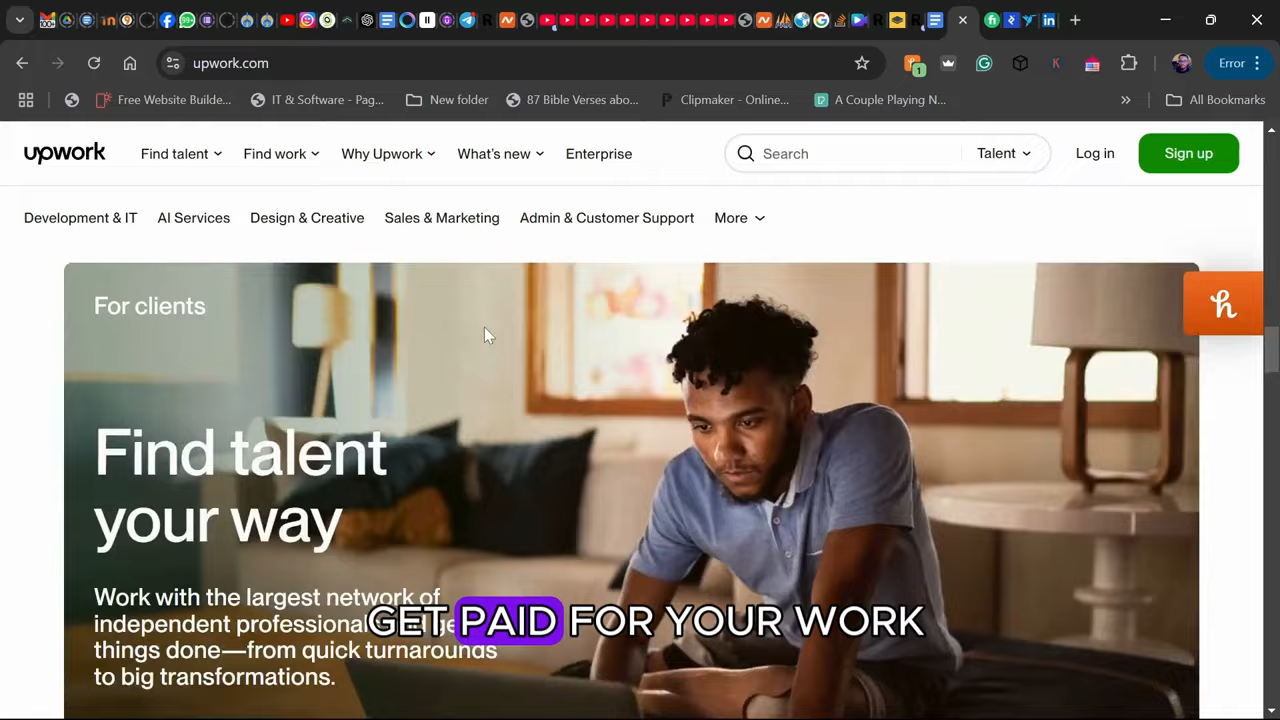 upwork.com
Error
Free Website Builde...
IT & Software - Pag...
New folder
87 Bible Verses abo...
Clipmaker - Online...
A Couple Playing N...
All Bookmarks
upwork
Find talent
Find work
Why Upwork
What's new
Enterprise
Search
Talent
Log in
Sign up
Development & IT
AI Services
Design & Creative
Sales & Marketing
Admin & Customer Support
More
For clients
Find talent
your way
Work with the largest network of
independent professional
things done—from quick turnarounds
to big transformations.
GET PAID FOR YOUR WORK